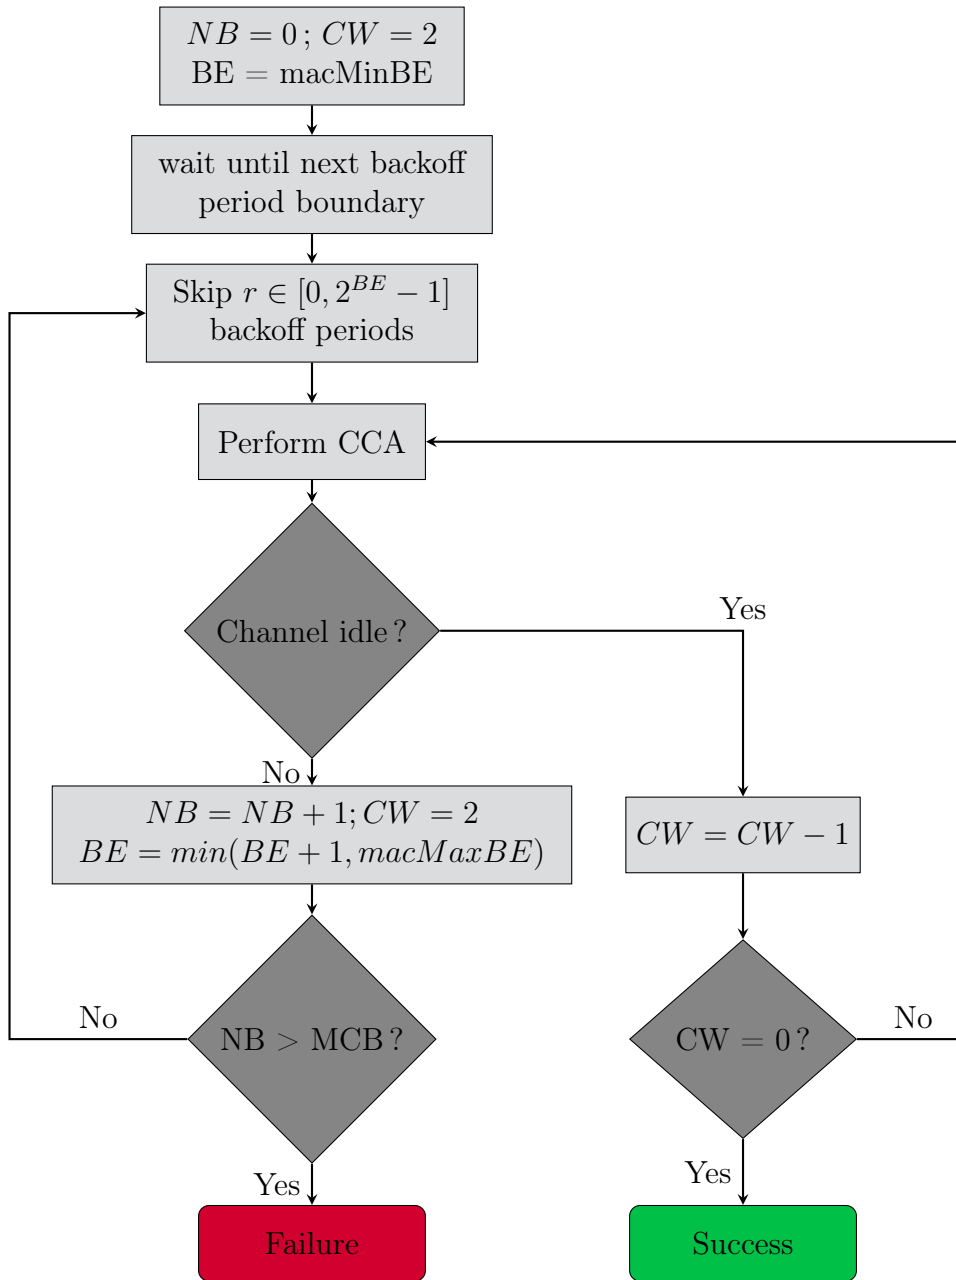 NB = 0 ; CW = 2
BE = macMinBE
wait until next backoff
period boundary
Skip r ∈ [0, 2^{BE} − 1]
backoff periods
Perform CCA
Channel idle ?
Yes
No
NB = NB + 1; CW = 2
BE = min(BE + 1, macMaxBE)
CW = CW − 1
No
NB > MCB ?
CW = 0 ?
No
Yes
Yes
Failure
Success